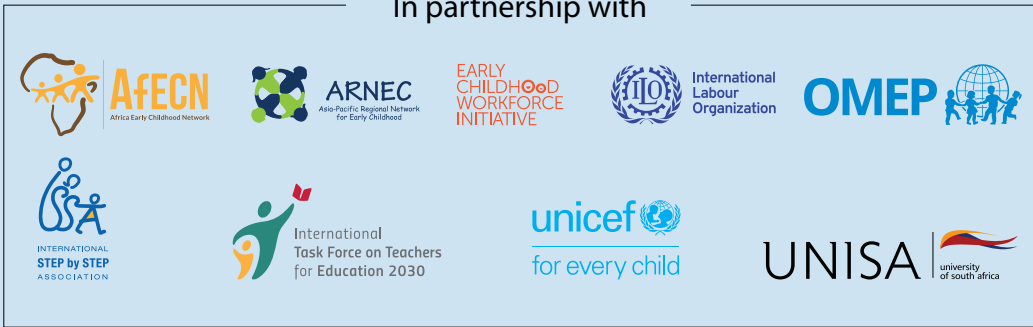 In partnership with
AfECN
Africa Early Childhood Network
ARNEC
Asia-Pacific Regional Network
for Early Childhood
EARLY
CHILDHOOD
WORKFORCE
INITIATIVE
ILO
International
Labour
Organization
OMEP
ISSA
INTERNATIONAL
STEP by STEP
ASSOCIATION
International
Task Force on Teachers
for Education 2030
unicef
for every child
UNISA
university
of south africa